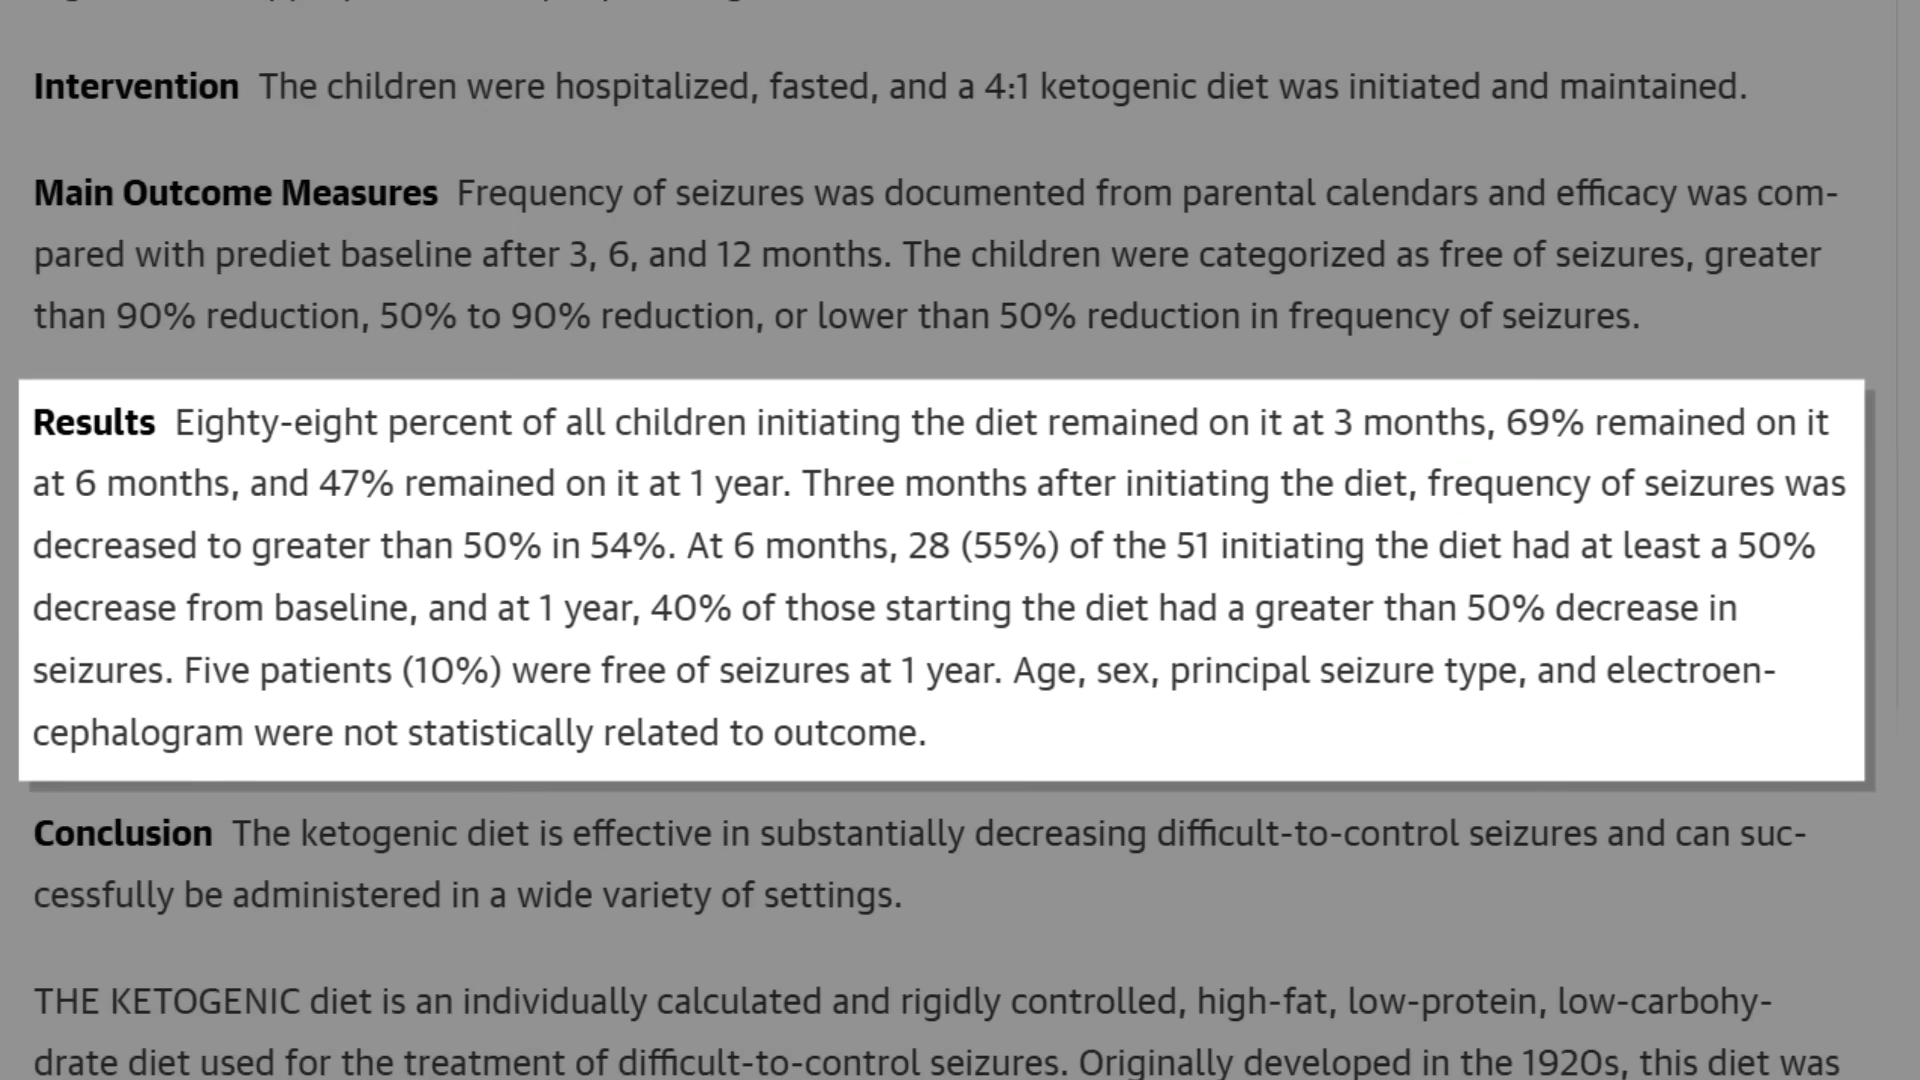 Intervention The children were hospitalized, fasted, and a 4:1 ketogenic diet was initiated and maintained.
Main Outcome Measures Frequency of seizures was documented from parental calendars and efficacy was com-
pared with prediet baseline after 3, 6, and 12 months. The children were categorized as free of seizures, greater
than 90% reduction, 50% to 90% reduction, or lower than 50% reduction in frequency of seizures.
Results Eighty-eight percent of all children initiating the diet remained on it at 3 months, 69% remained on it
at 6 months, and 47% remained on it at 1 year. Three months after initiating the diet, frequency of seizures was
decreased to greater than 50% in 54%. At 6 months, 28 (55%) of the 51 initiating the diet had at least a 50%
decrease from baseline, and at 1 year, 40% of those starting the diet had a greater than 50% decrease in
seizures. Five patients (10%) were free of seizures at 1 year. Age, sex, principal seizure type, and electroen-
cephalogram were not statistically related to outcome.
Conclusion The ketogenic diet is effective in substantially decreasing difficult-to-control seizures and can suc-
cessfully be administered in a wide variety of settings.
THE KETOGENIC diet is an individually calculated and rigidly controlled, high-fat, low-protein, low-carbohy-
drate diet used for the treatment of difficult-to-control seizures. Originally developed in the 1920s, this diet was